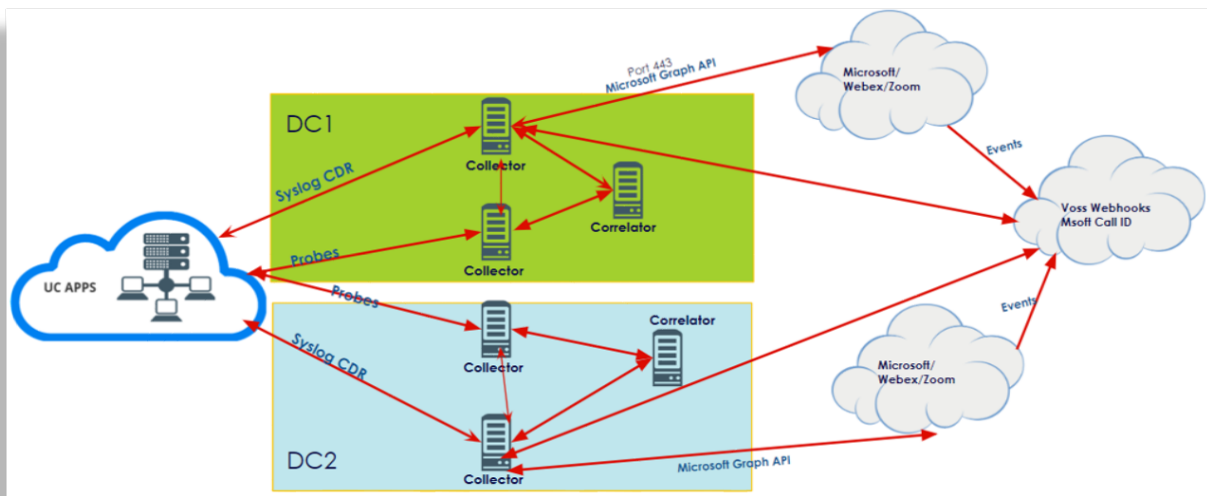 DC1
Port 443
Microsoft Graph API
Microsoft/
Webex/Zoom
Events
Syslog CDR
Collector
Correlator
Voss Webhooks
Msoft Call ID
Probes
Collector
UC APPS
Probes
Collector
Correlator
Events
Syslog CDR
Microsoft/
Webex/Zoom
DC2
Collector
Microsoft Graph API